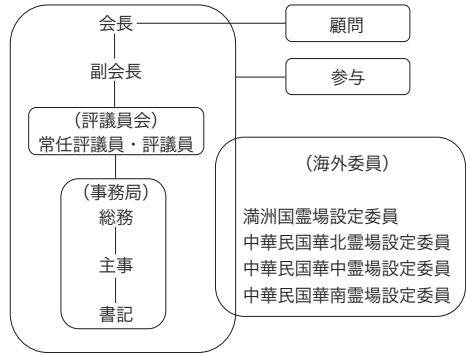 会長
顧問
副会長
参与
（評議員会）
常任評議員・評議員
（事務局）
総務
主事
書記
（海外委員）
満洲国霊場設定委員
中華民国華北霊場設定委員
中華民国華中霊場設定委員
中華民国華南霊場設定委員